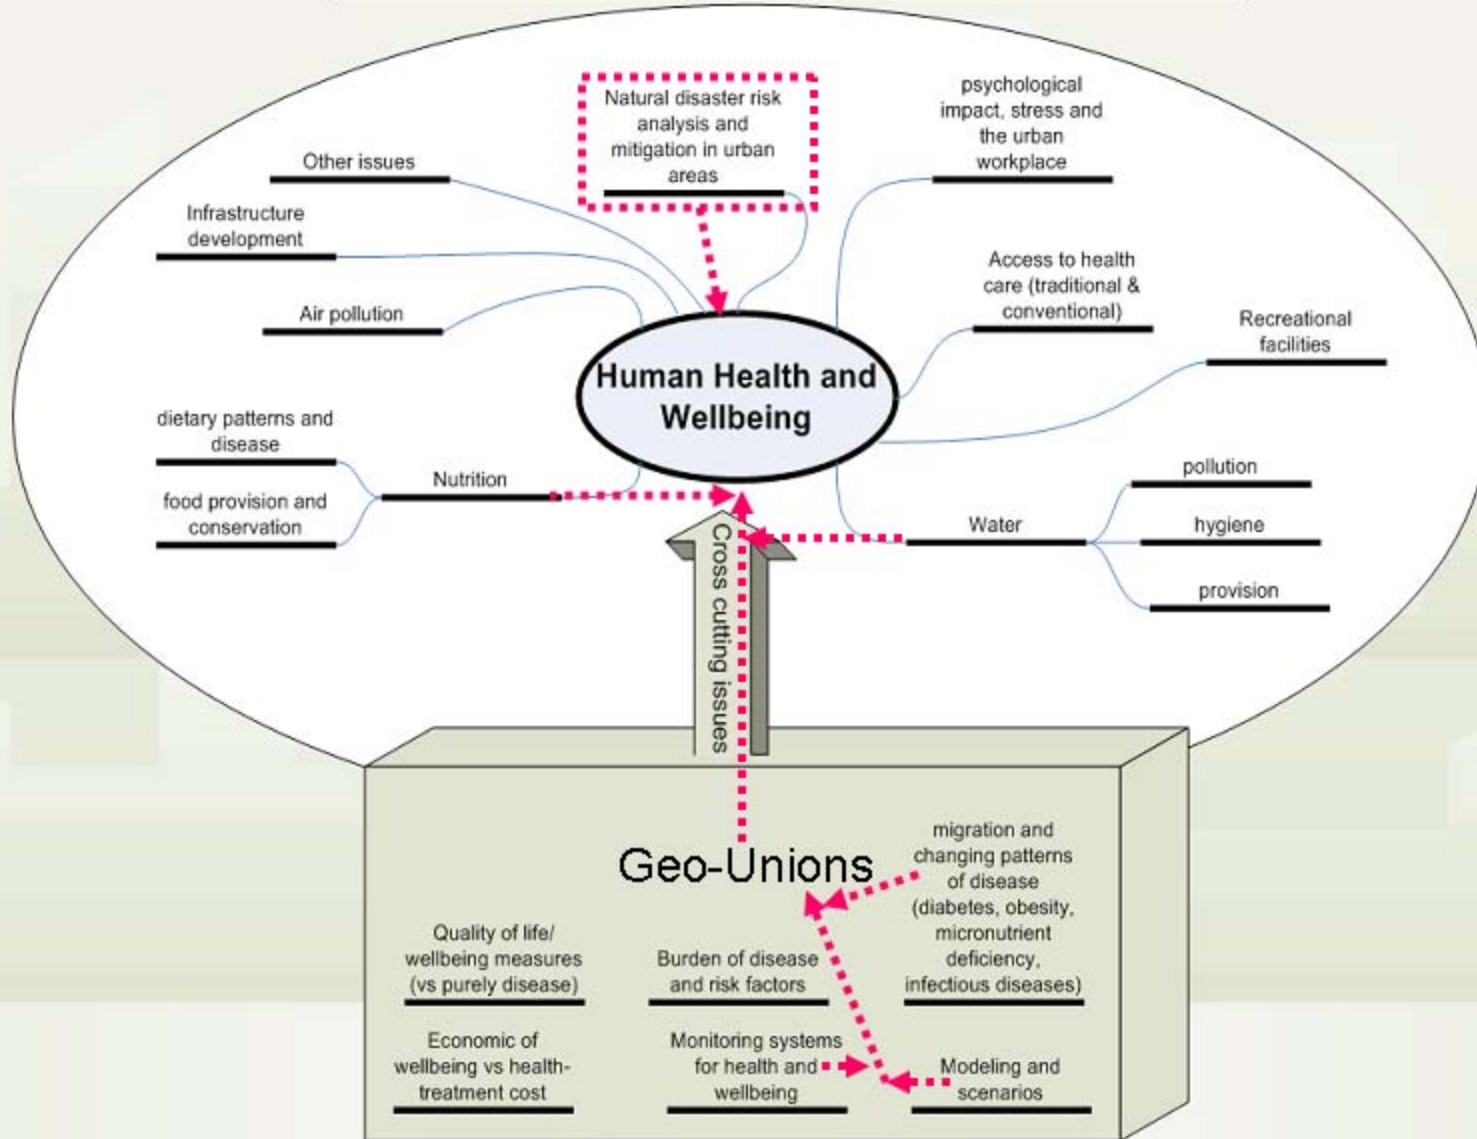 Natural disaster risk
analysis and
mitigation in urban
areas
psychological
impact, stress and
the urban
workplace
Other issues
Infrastructure
development
Air pollution
Access to health
care (traditional &
conventional)
Recreational
facilities
Human Health and
Wellbeing
dietary patterns and
disease
food provision and
conservation
Nutrition
Water
pollution
hygiene
provision
Cross cutting issues
Geo-Unions
migration and
changing patterns
of disease
(diabetes, obesity,
micronutrient
deficiency,
infectious diseases)
Quality of life/
wellbeing measures
(vs purely disease)
Burden of disease
and risk factors
Economic of
wellbeing vs health-
treatment cost
Monitoring systems
for health and
wellbeing
Modeling and
scenarios